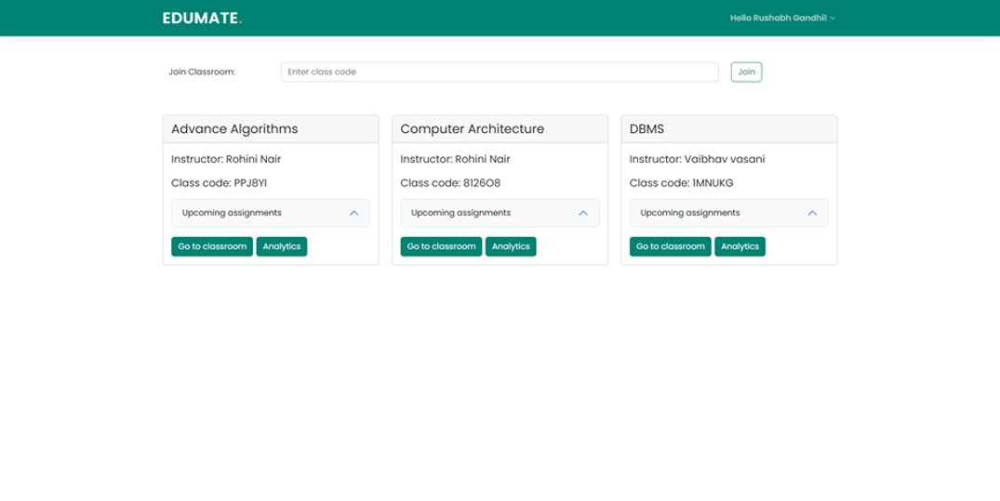 EDUMATE.
Hello Rushabh Gandhi!
Join Classroom:
Enter class code
Join
Advance Algorithms
Instructor: Rohini Nair
Class code: PPJ8YI
Upcoming assignments
Go to classroom
Analytics
Computer Architecture
Instructor: Rohini Nair
Class code: 8126O8
Upcoming assignments
Go to classroom
Analytics
DBMS
Instructor: Vaibhav vasani
Class code: 1MNUKG
Upcoming assignments
Go to classroom
Analytics